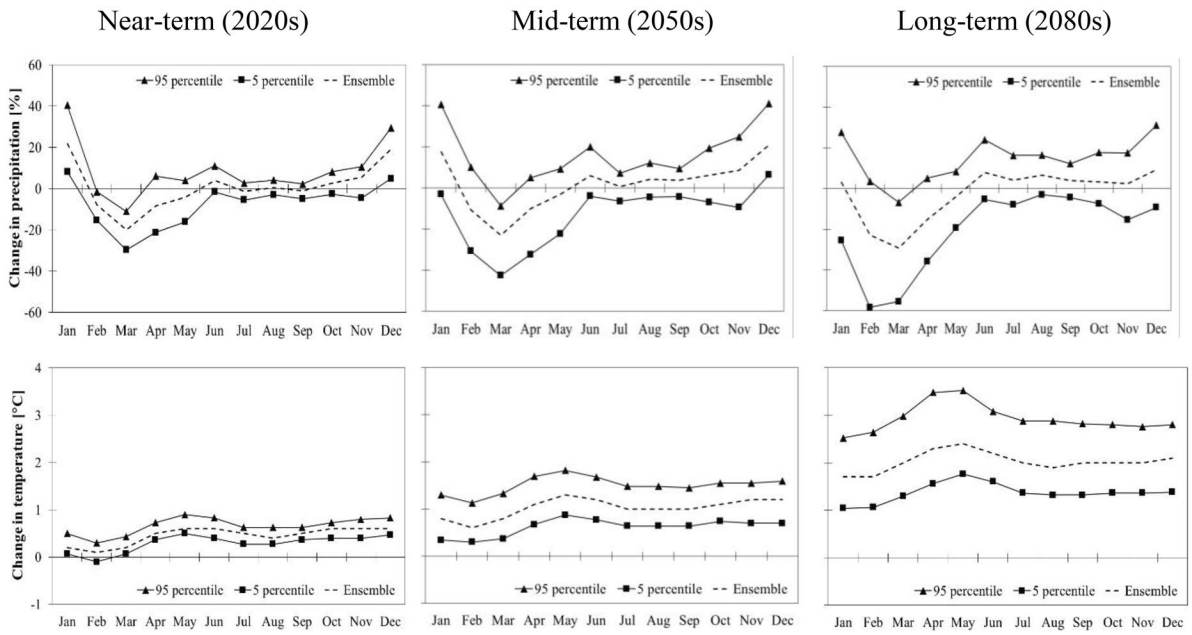 Near-term (2020s)
Mid-term (2050s)
Long-term (2080s)
Change in precipitation [%]
60
40
20
0
-20
-40
-60
95 percentile 5 percentile Ensemble
Jan Feb Mar Apr May Jun Jul Aug Sep Oct Nov Dec
95 percentile 5 percentile Ensemble
Jan Feb Mar Apr May Jun Jul Aug Sep Oct Nov Dec
95 percentile 5 percentile Ensemble
Jan Feb Mar Apr May Jun Jul Aug Sep Oct Nov Dec
Change in temperature [°C]
4
3
2
1
0
-1
95 percentile 5 percentile Ensemble
Jan Feb Mar Apr May Jun Jul Aug Sep Oct Nov Dec
95 percentile 5 percentile Ensemble
Jan Feb Mar Apr May Jun Jul Aug Sep Oct Nov Dec
95 percentile 5 percentile Ensemble
Jan Feb Mar Apr May Jun Jul Aug Sep Oct Nov Dec